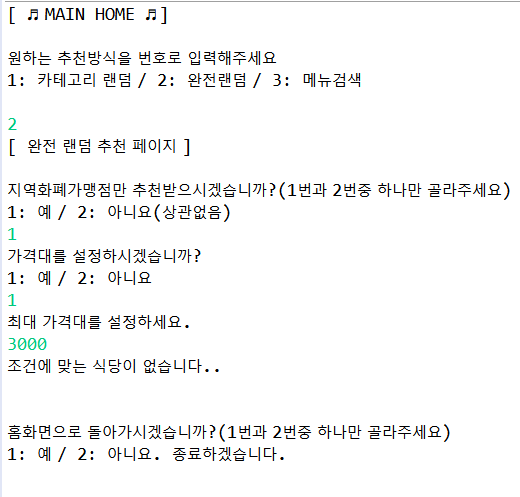 [ ♬MAIN HOME ♬]
원하는 추천방식을 번호로 입력해주세요
1: 카테고리 랜덤 / 2: 완전랜덤 / 3: 메뉴검색
2
[ 완전 랜덤 추천 페이지 ]
지역화폐가맹점만 추천받으시겠습니까?(1번과 2번중 하나만 골라주세요)
1: 예 / 2: 아니요(상관없음)
1
가격대를 설정하시겠습니까?
1: 예 / 2: 아니요
1
최대 가격대를 설정하세요.
3000
조건에 맞는 식당이 없습니다..
홈화면으로 돌아가시겠습니까?(1번과 2번중 하나만 골라주세요)
1: 예 / 2: 아니요. 종료하겠습니다.